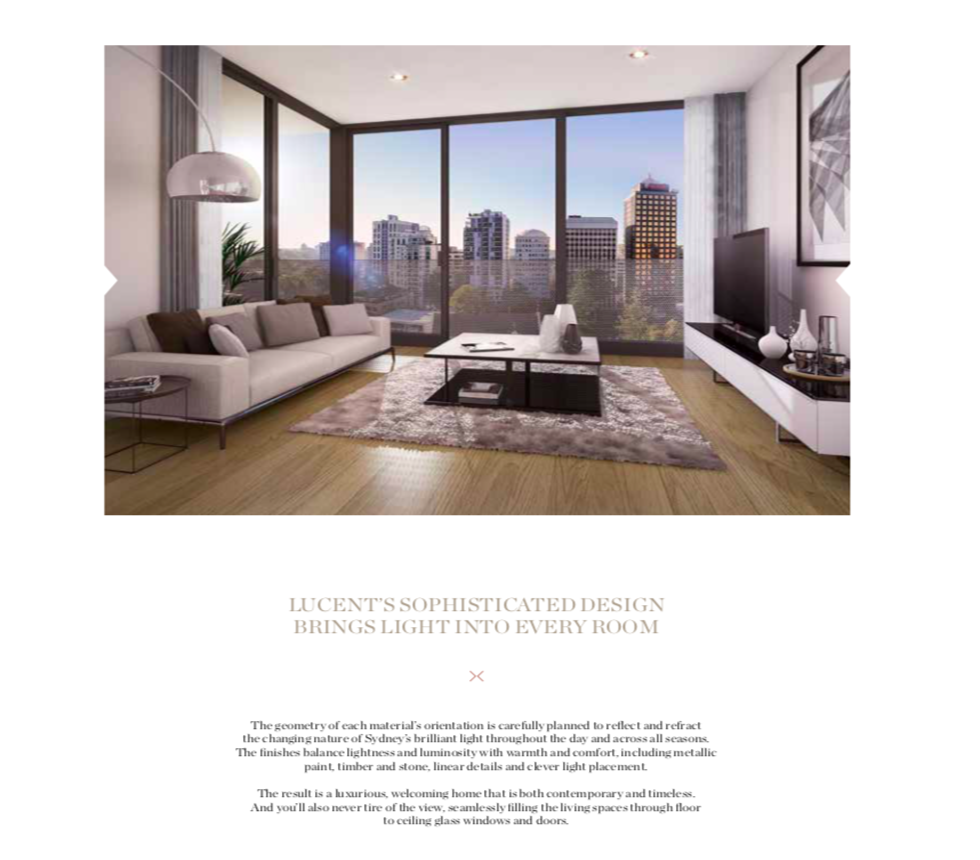 LUCENT'S SOPHISTICATED DESIGN
BRINGS LIGHT INTO EVERY ROOM
The geometry of each material's orientation is carefully planned to reflect and refract
the changing nature of Sydney's brilliant light throughout the day and across all seasons.
The finishes balance lightness and luminosity with warmth and comfort, including metallic
paint, timber and stone, linear details and clever light placement.
The result is a luxurious, welcoming home that is both contemporary and timeless.
And you'll also never tire of the view, seamlessly filling the living spaces through floor
to ceiling glass windows and doors.